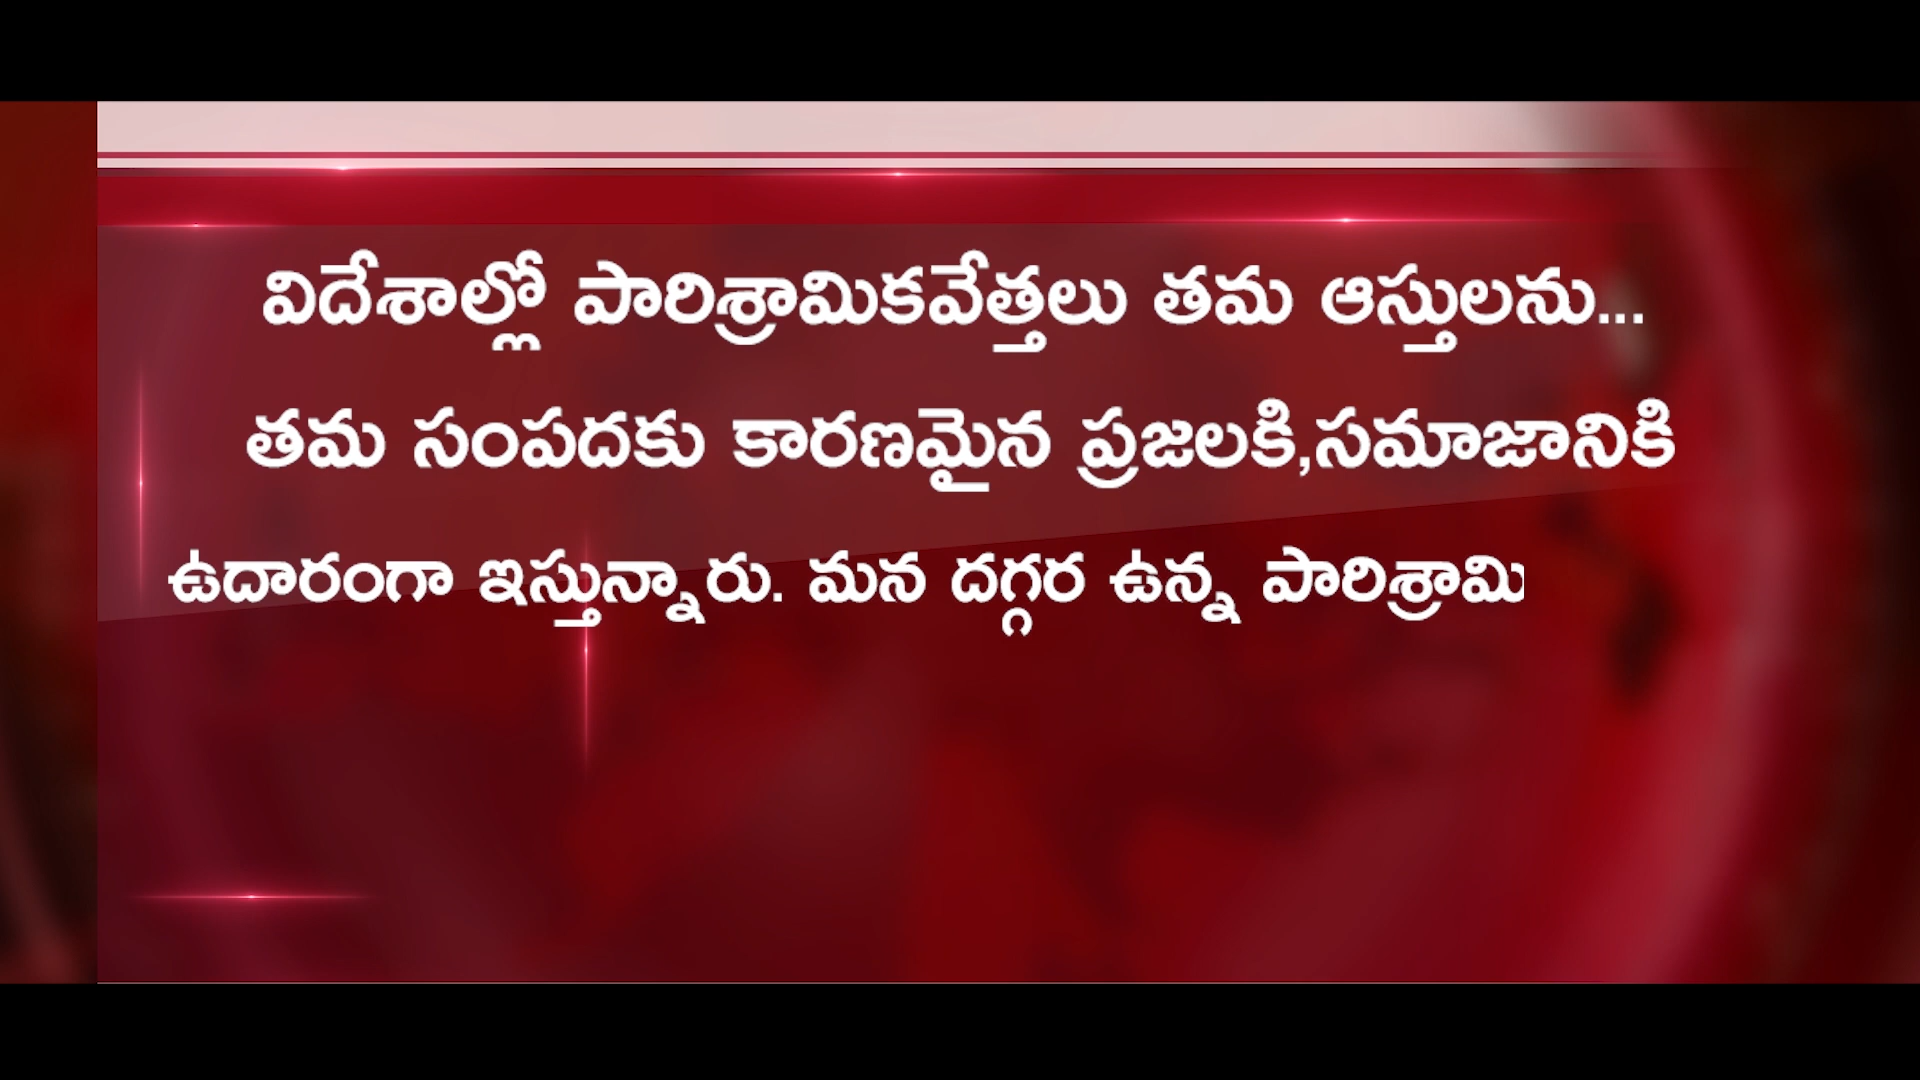 విదేశాల్లో పారిశ్రామికవేత్తలు తమ ఆస్తులను...
తమ సంపదకు కారణమైన ప్రజలకి,సమాజానికి
ఉదారంగా ఇస్తున్నారు. మన దగ్గర ఉన్న పారిశ్రామి